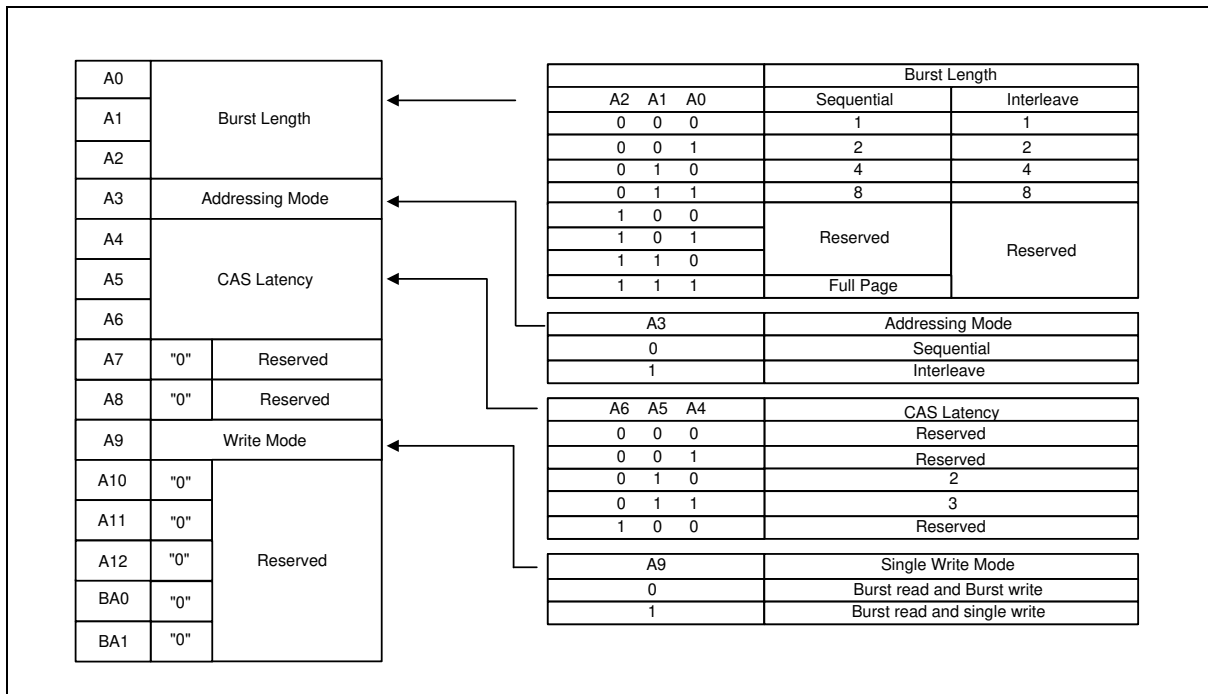 A0
A1
A2
Burst Length
A3
Addressing Mode
A4
A5
A6
CAS Latency
A7 "0" Reserved
A8 "0" Reserved
A9 Write Mode
A10 "0"
A11 "0"
A12 "0" Reserved
BA0 "0"
BA1 "0"
Burst Length
A2 A1 A0 Sequential Interleave
0 0 0 1 1
0 0 1 2 2
0 1 0 4 4
0 1 1 8 8
1 0 0
1 0 1 Reserved Reserved
1 1 0
1 1 1 Full Page
A3 Addressing Mode
0 Sequential
1 Interleave
A6 A5 A4 CAS Latency
0 0 0 Reserved
0 0 1 Reserved
0 1 0 2
0 1 1 3
1 0 0 Reserved
A9 Single Write Mode
0 Burst read and Burst write
1 Burst read and single write